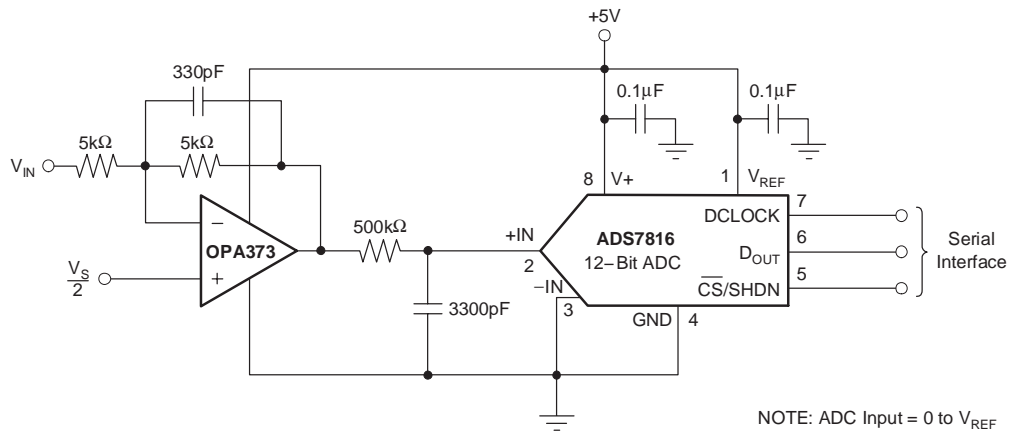 +5V
330pF
0.1µF
0.1µF
5kΩ
5kΩ
V_IN
8 V+
1 V_REF
7
DCLOCK
−
OPA373
+
500kΩ
+IN
2
ADS7816
12−Bit ADC
6
D_OUT
Serial
Interface
V_S
2
−IN
3
5
C̅S̅/SHDN
3300pF
GND
4
NOTE: ADC Input = 0 to V_REF